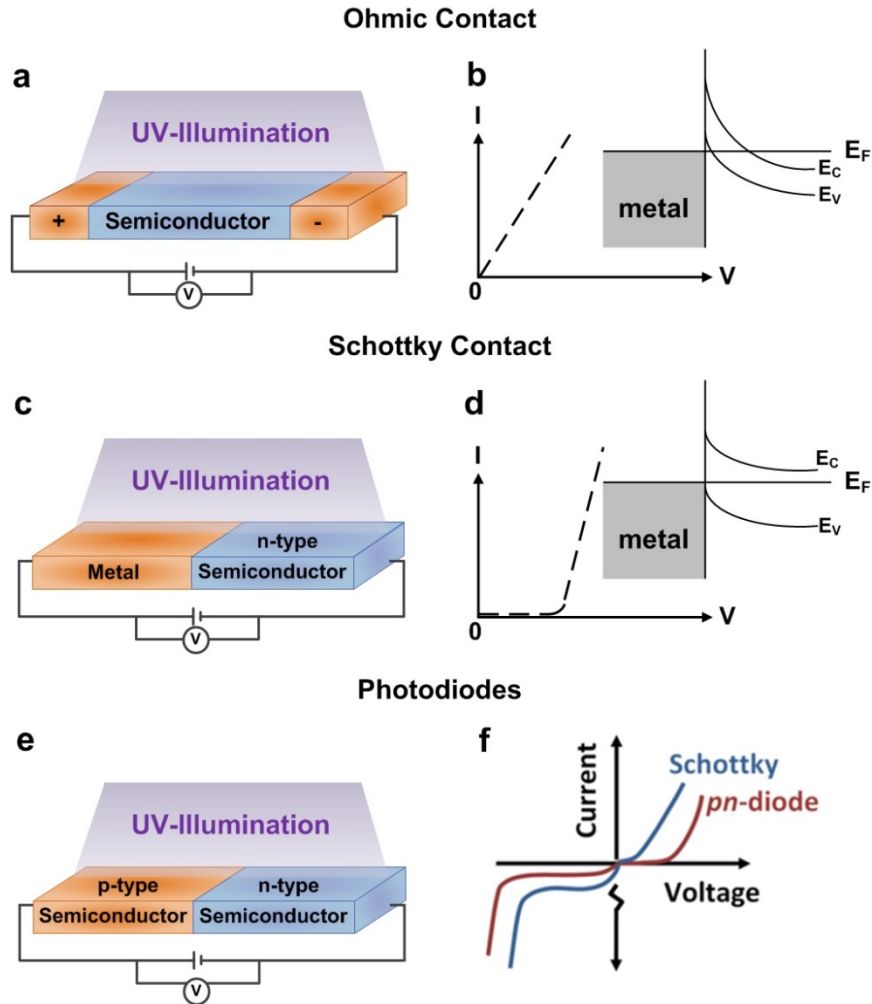 Ohmic Contact
a
UV-Illumination
+
Semiconductor
-
V
b
I
E_F
E_C
E_V
metal
0
V
Schottky Contact
c
UV-Illumination
n-type
Metal
Semiconductor
V
d
I
E_C
E_F
E_V
metal
0
V
Photodiodes
e
UV-Illumination
p-type
n-type
Semiconductor
Semiconductor
V
f
Current
Schottky
pn-diode
Voltage